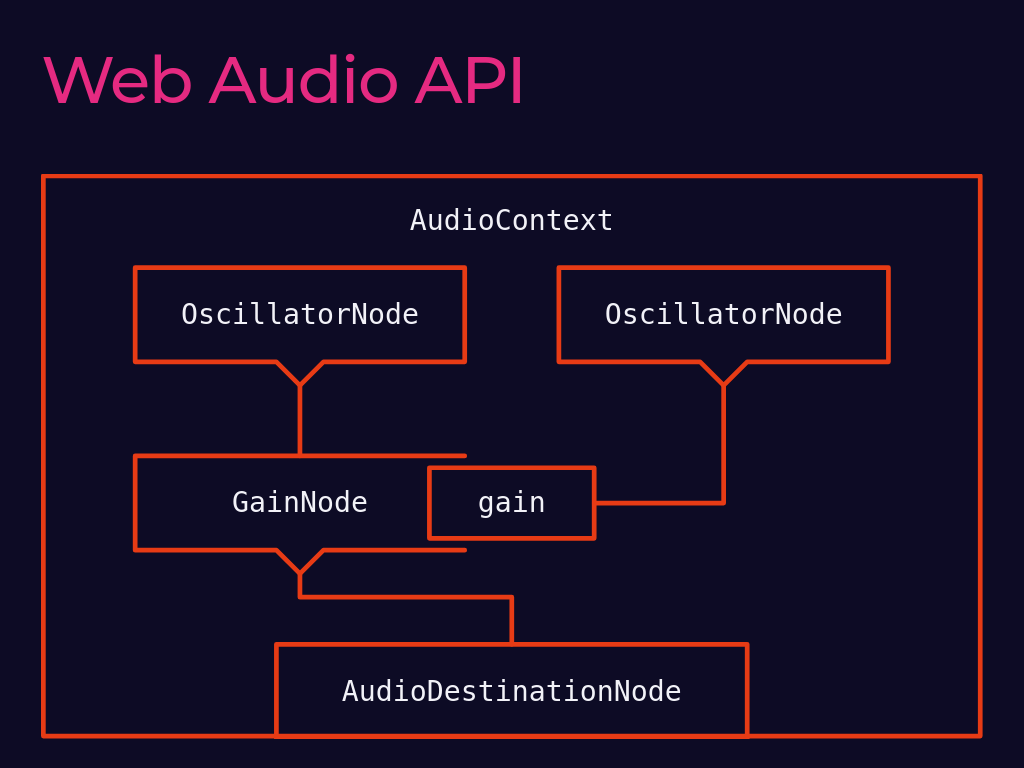 Web Audio API
AudioContext
OscillatorNode
OscillatorNode
GainNode
gain
AudioDestinationNode